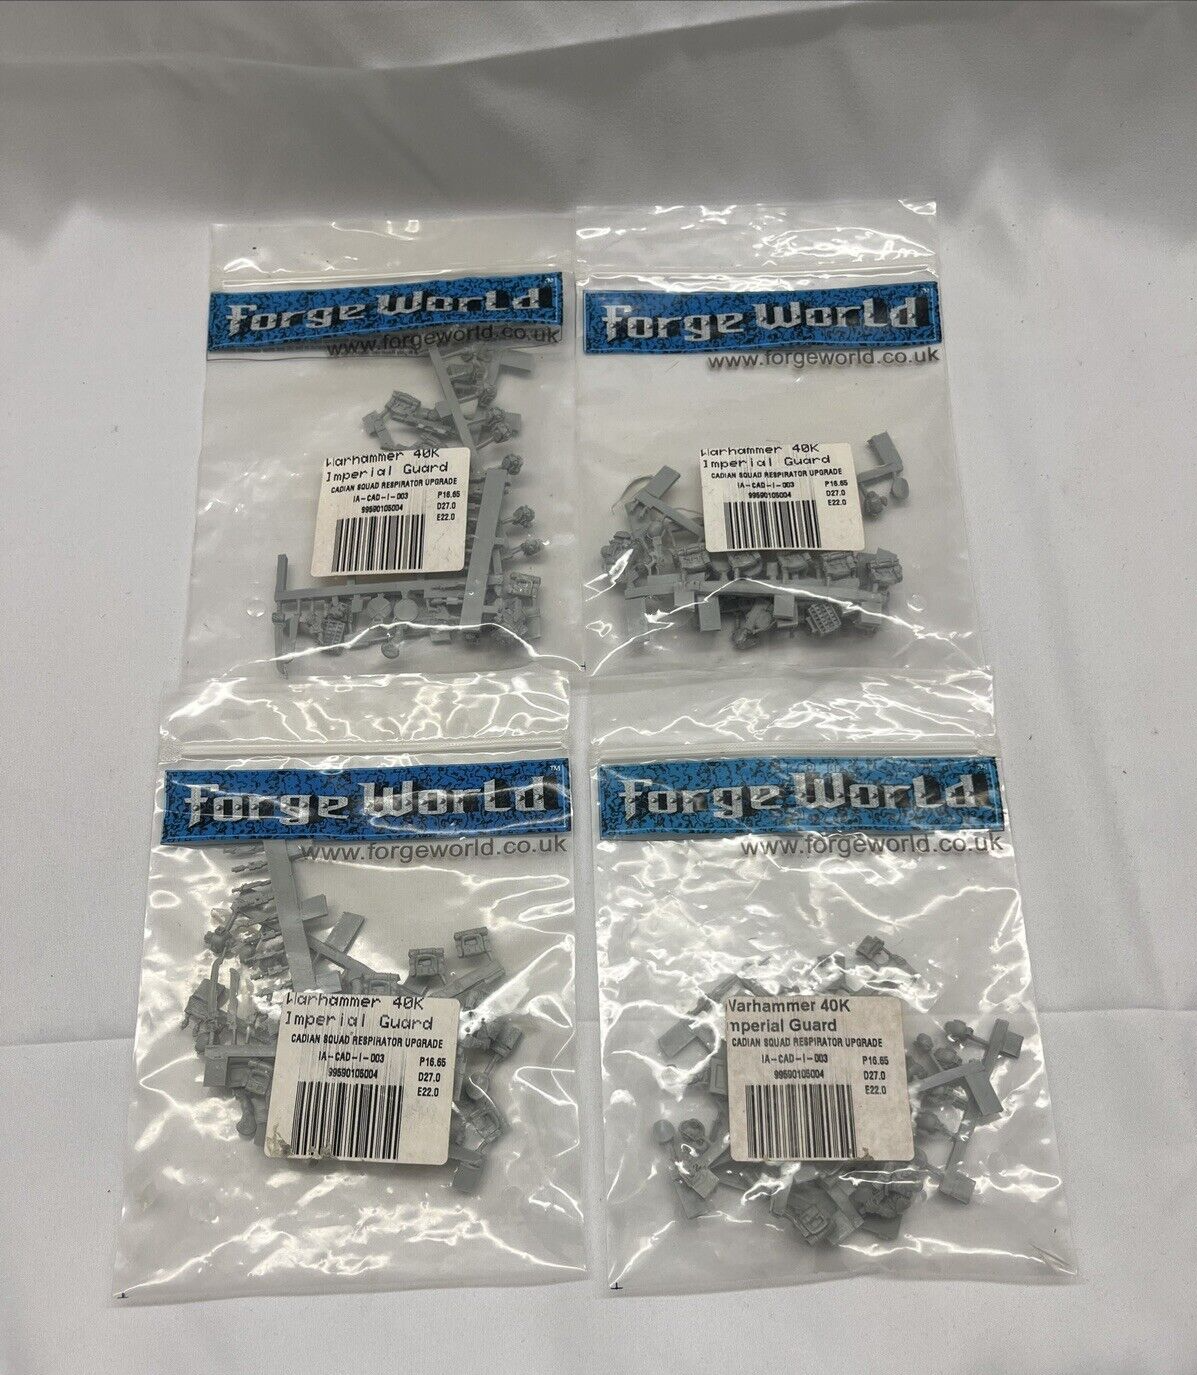 Forge World
www.forgeworld.co.uk
Warhammer 40K
Imperial Guard
CADIAN SQUAD RESPIRATOR UPGRADE
IA-CAD-I-003 P16.65
99590105004 D27.0
E22.0
Forge World
www.forgeworld.co.uk
Warhammer 40K
Imperial Guard
CADIAN SQUAD RESPIRATOR UPGRADE
IA-CAD-I-003 P16.65
99590105004 D27.0
E22.0
Forge World™
www.forgeworld.co.uk
Warhammer 40K
Imperial Guard
CADIAN SQUAD RESPIRATOR UPGRADE
IA-CAD-I-003 P16.65
99590105004 D27.0
E22.0
Forge World
www.forgeworld.co.uk
Warhammer 40K
mperial Guard
CADIAN SQUAD RESPIRATOR UPGRADE
IA-CAD-I-003 P16.65
99590105004 D27.0
E22.0